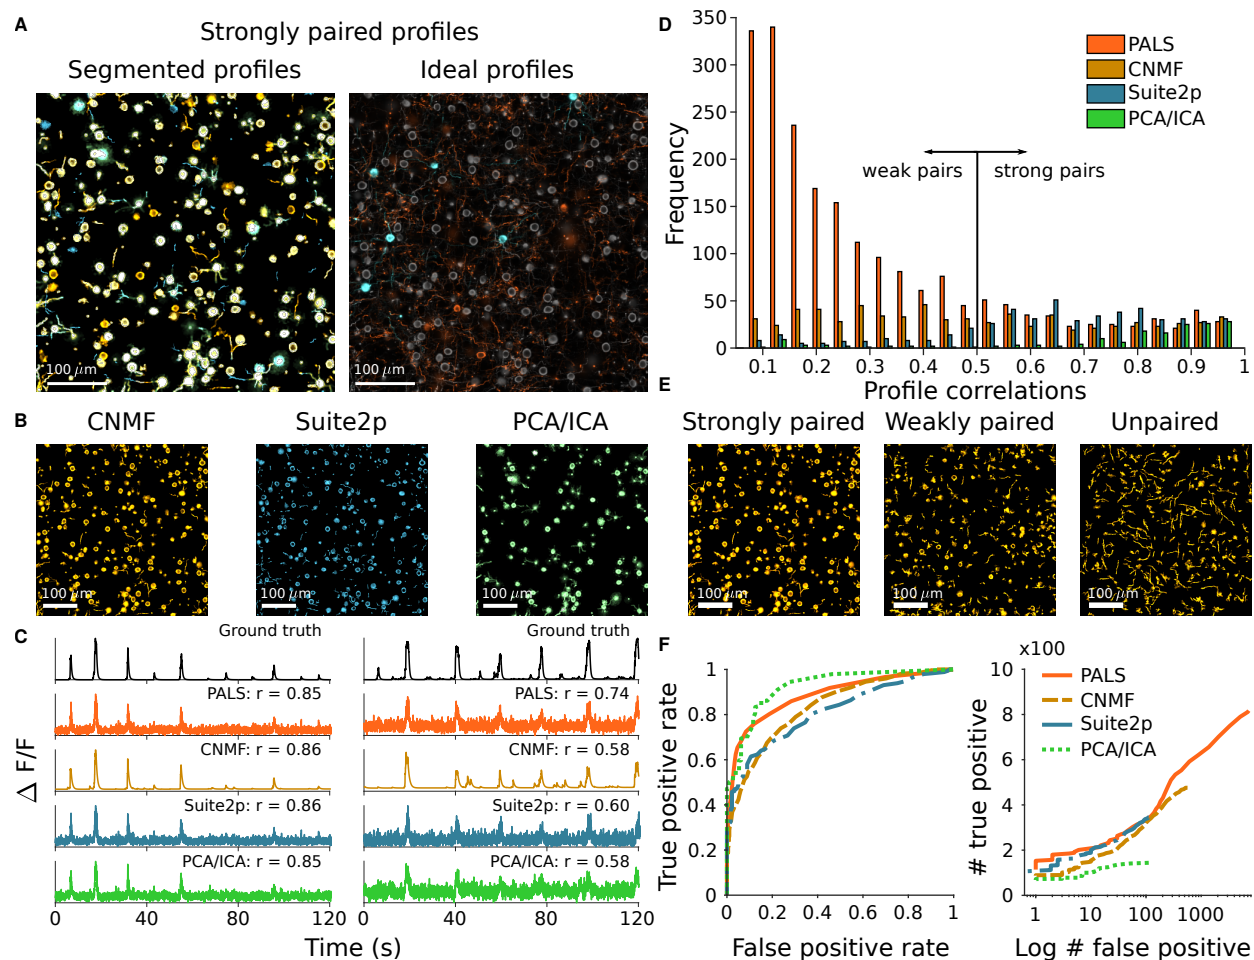 A
Strongly paired profiles
Segmented profiles
Ideal profiles
100 μm
100 μm
B
CNMF
Suite2p
PCA/ICA
100 μm
100 μm
100 μm
C
Ground truth
Ground truth
PALS: r = 0.85
PALS: r = 0.74
CNMF: r = 0.86
CNMF: r = 0.58
Suite2p: r = 0.86
Suite2p: r = 0.60
PCA/ICA: r = 0.85
PCA/ICA: r = 0.58
Δ F/F
0 40 80 120
0 40 80 120
Time (s)
D
350
300
250
200
150
100
50
0
Frequency
PALS
CNMF
Suite2p
PCA/ICA
weak pairs
strong pairs
0.1 0.2 0.3 0.4 0.5 0.6 0.7 0.8 0.9 1
Profile correlations
E
Strongly paired
Weakly paired
Unpaired
100 μm
100 μm
100 μm
F
1
0.8
0.6
0.4
0.2
0
True positive rate
0 0.2 0.4 0.6 0.8 1
False positive rate
x100
10
8
6
4
2
0
# true positive
PALS
CNMF
Suite2p
PCA/ICA
1 10 100 1000
Log # false positive